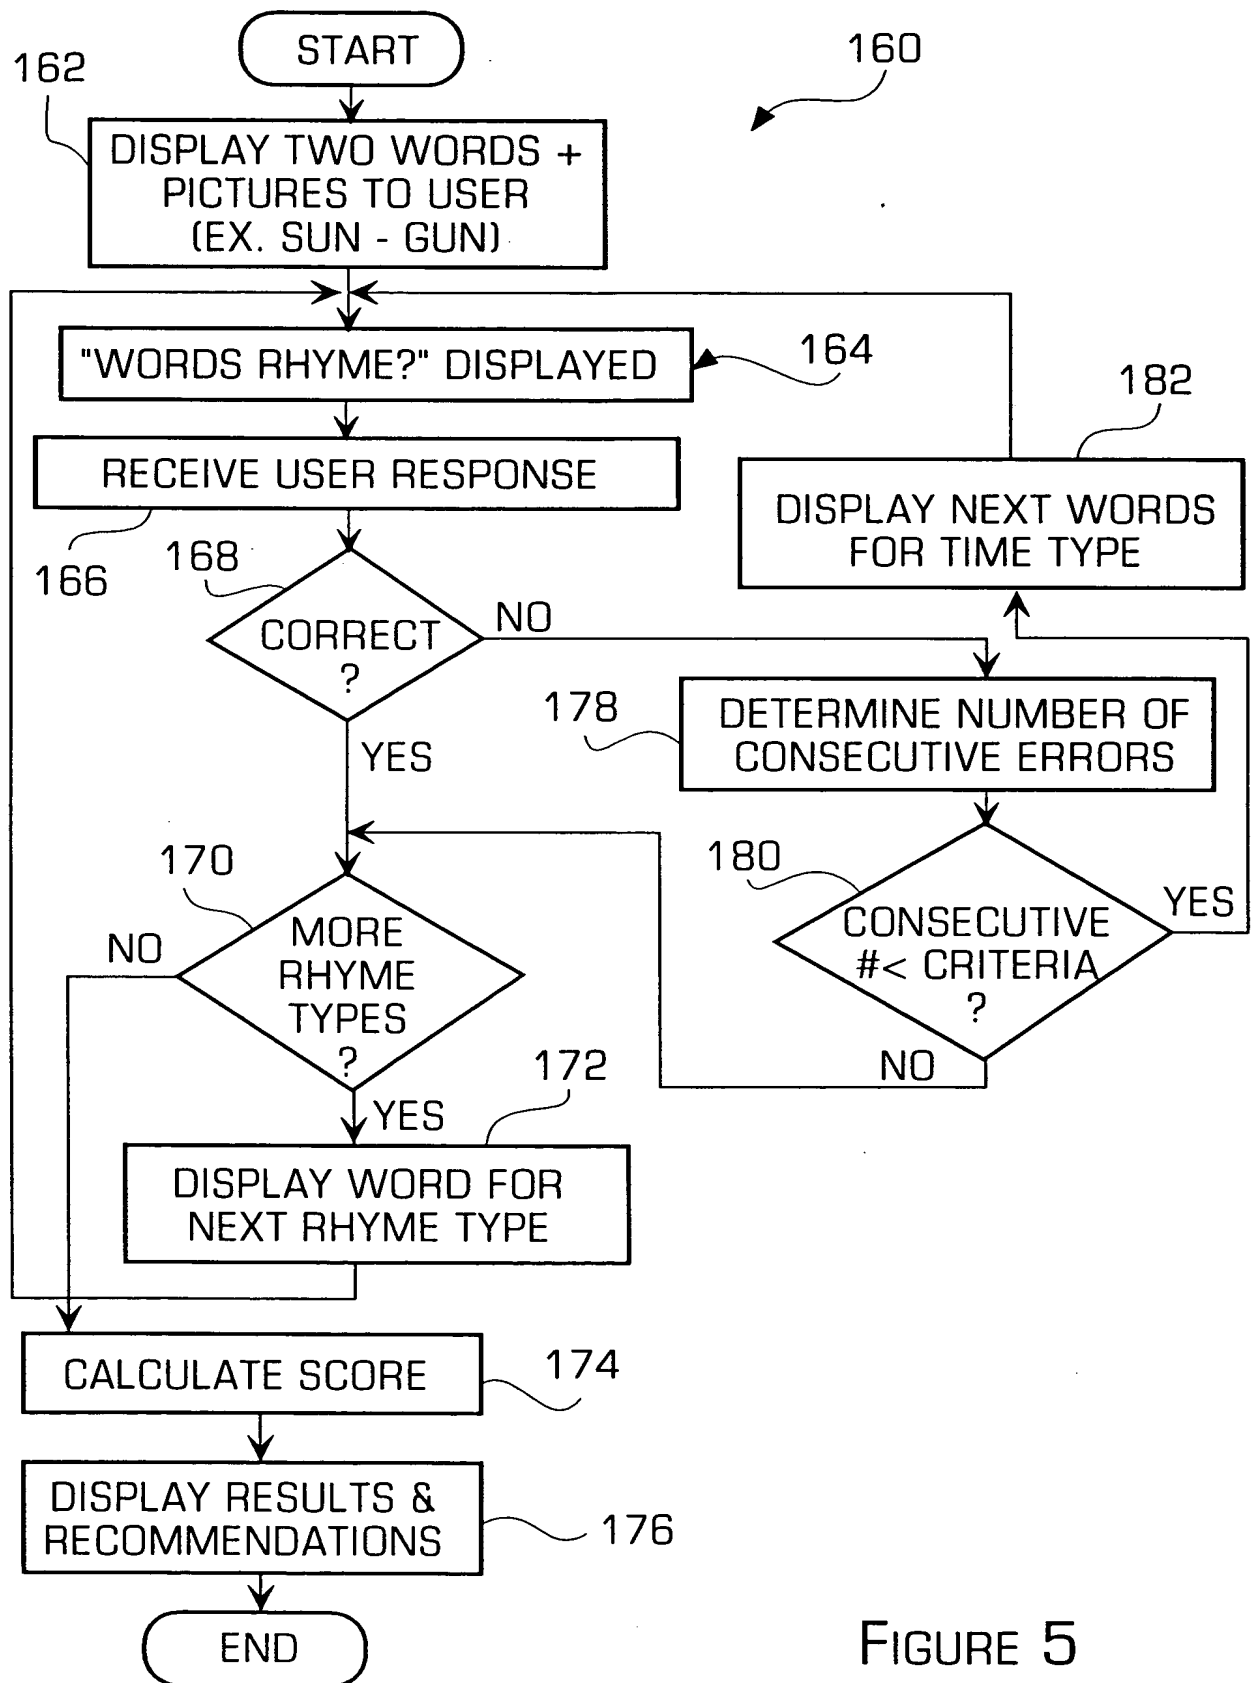 START
160
162
DISPLAY TWO WORDS +
PICTURES TO USER
(EX. SUN - GUN)
"WORDS RHYME?" DISPLAYED
164
182
RECEIVE USER RESPONSE
DISPLAY NEXT WORDS
FOR TIME TYPE
166
168
CORRECT
?
NO
YES
178
DETERMINE NUMBER OF
CONSECUTIVE ERRORS
170
180
CONSECUTIVE
#< CRITERIA
?
YES
NO
MORE
RHYME
TYPES
?
NO
YES
172
DISPLAY WORD FOR
NEXT RHYME TYPE
CALCULATE SCORE
174
DISPLAY RESULTS &
RECOMMENDATIONS
176
END
FIGURE 5